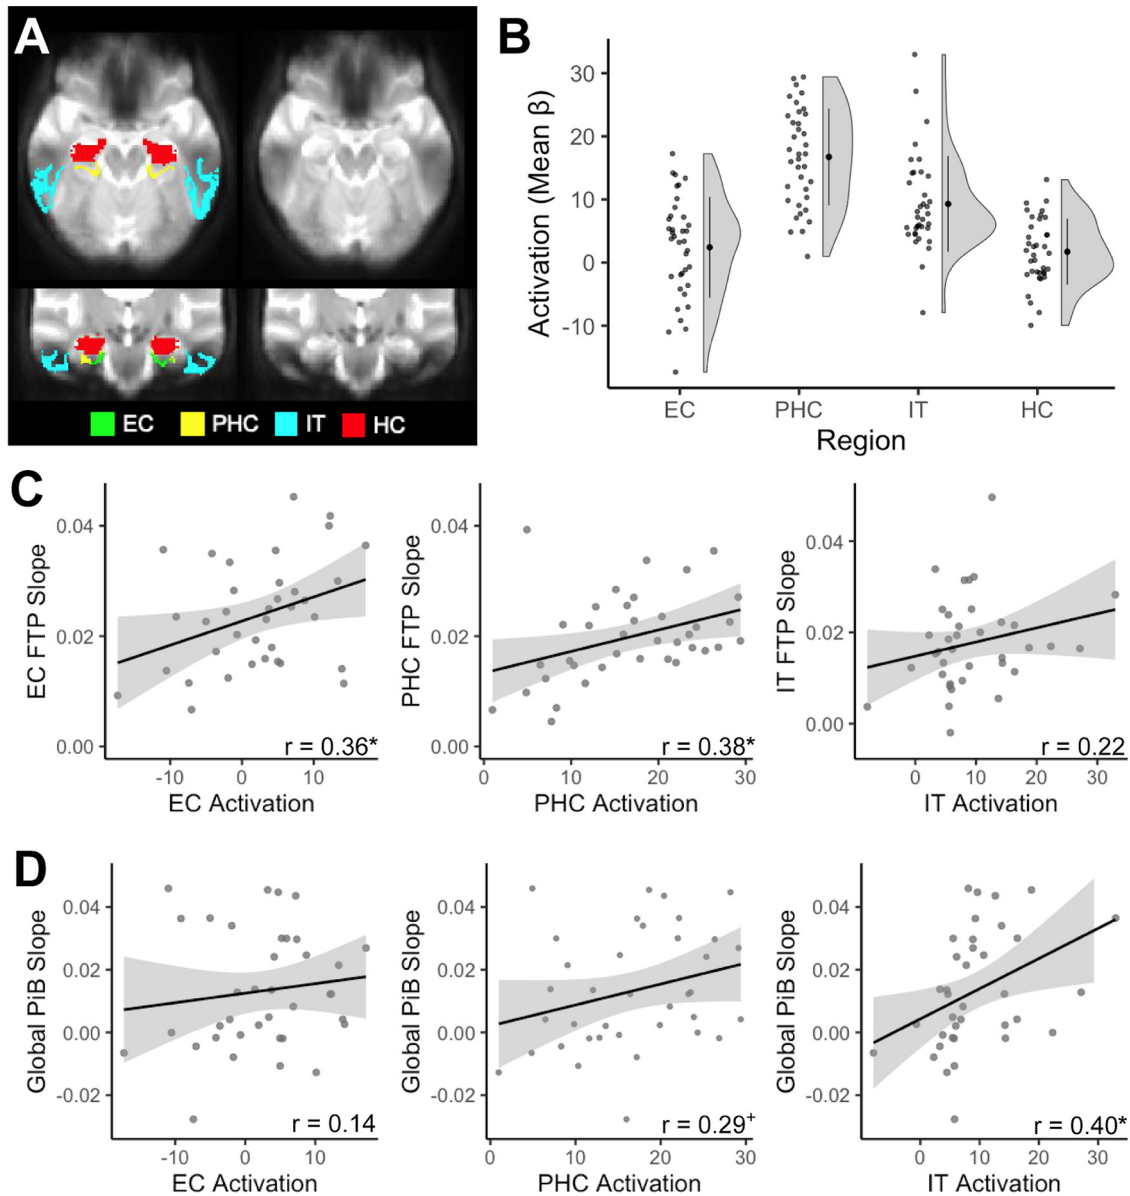 A
EC PHC IT HC
B
Activation (Mean β)
30
20
10
0
-10
EC PHC IT HC
Region
C
EC FTP Slope
0.04
0.02
0.00
-10 0 10
EC Activation
r = 0.36*
PHC FTP Slope
0.04
0.02
0.00
0 10 20 30
PHC Activation
r = 0.38*
IT FTP Slope
0.04
0.02
0.00
0 10 20 30
IT Activation
r = 0.22
D
Global PiB Slope
0.04
0.02
0.00
-0.02
-10 0 10
EC Activation
r = 0.14
Global PiB Slope
0.04
0.02
0.00
-0.02
0 10 20 30
PHC Activation
r = 0.29⁺
Global PiB Slope
0.04
0.02
0.00
-0.02
0 10 20 30
IT Activation
r = 0.40*